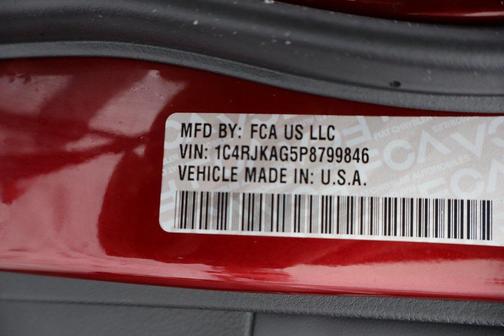 MFD BY: FCA US LLC
VIN: 1C4RJKAG5P8799846
VEHICLE MADE IN: U.S.A.